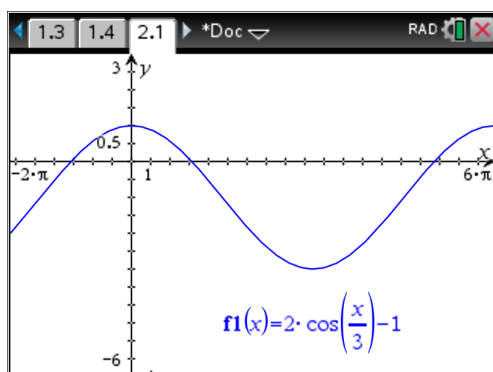 1.3 1.4 2.1 *Doc RAD
3 y
0.5
x
-2·π 1 6·π
f1(x)=2·cos(x/3)-1
-6